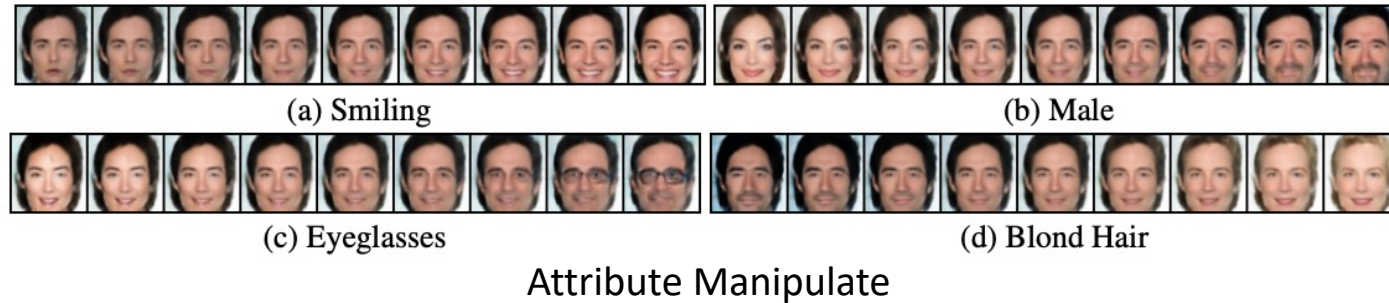 (a) Smiling
(b) Male
(c) Eyeglasses
(d) Blond Hair
Attribute Manipulate